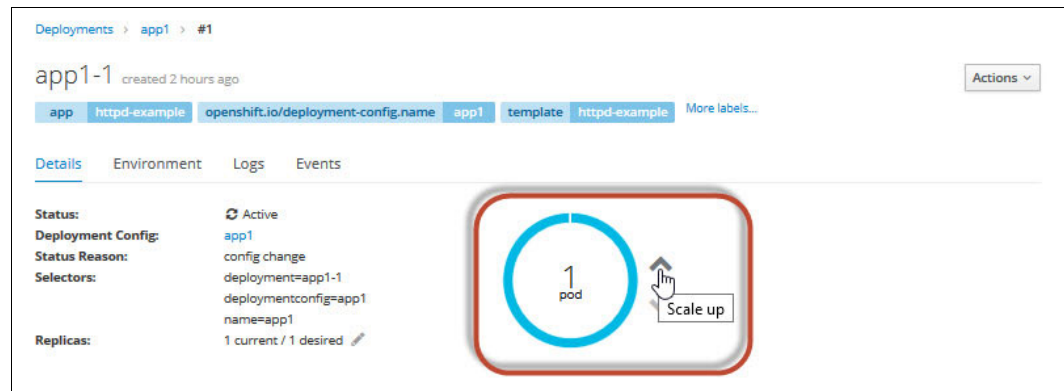 Deployments > app1 > #1
app1-1 created 2 hours ago
Actions
app httpd-example openshift.io/deployment-config.name app1 template httpd-example More labels...
Details Environment Logs Events
Status: Active
Deployment Config: app1
Status Reason: config change
Selectors: deployment=app1-1
deploymentconfig=app1
name=app1
Replicas: 1 current / 1 desired
1
pod
Scale up